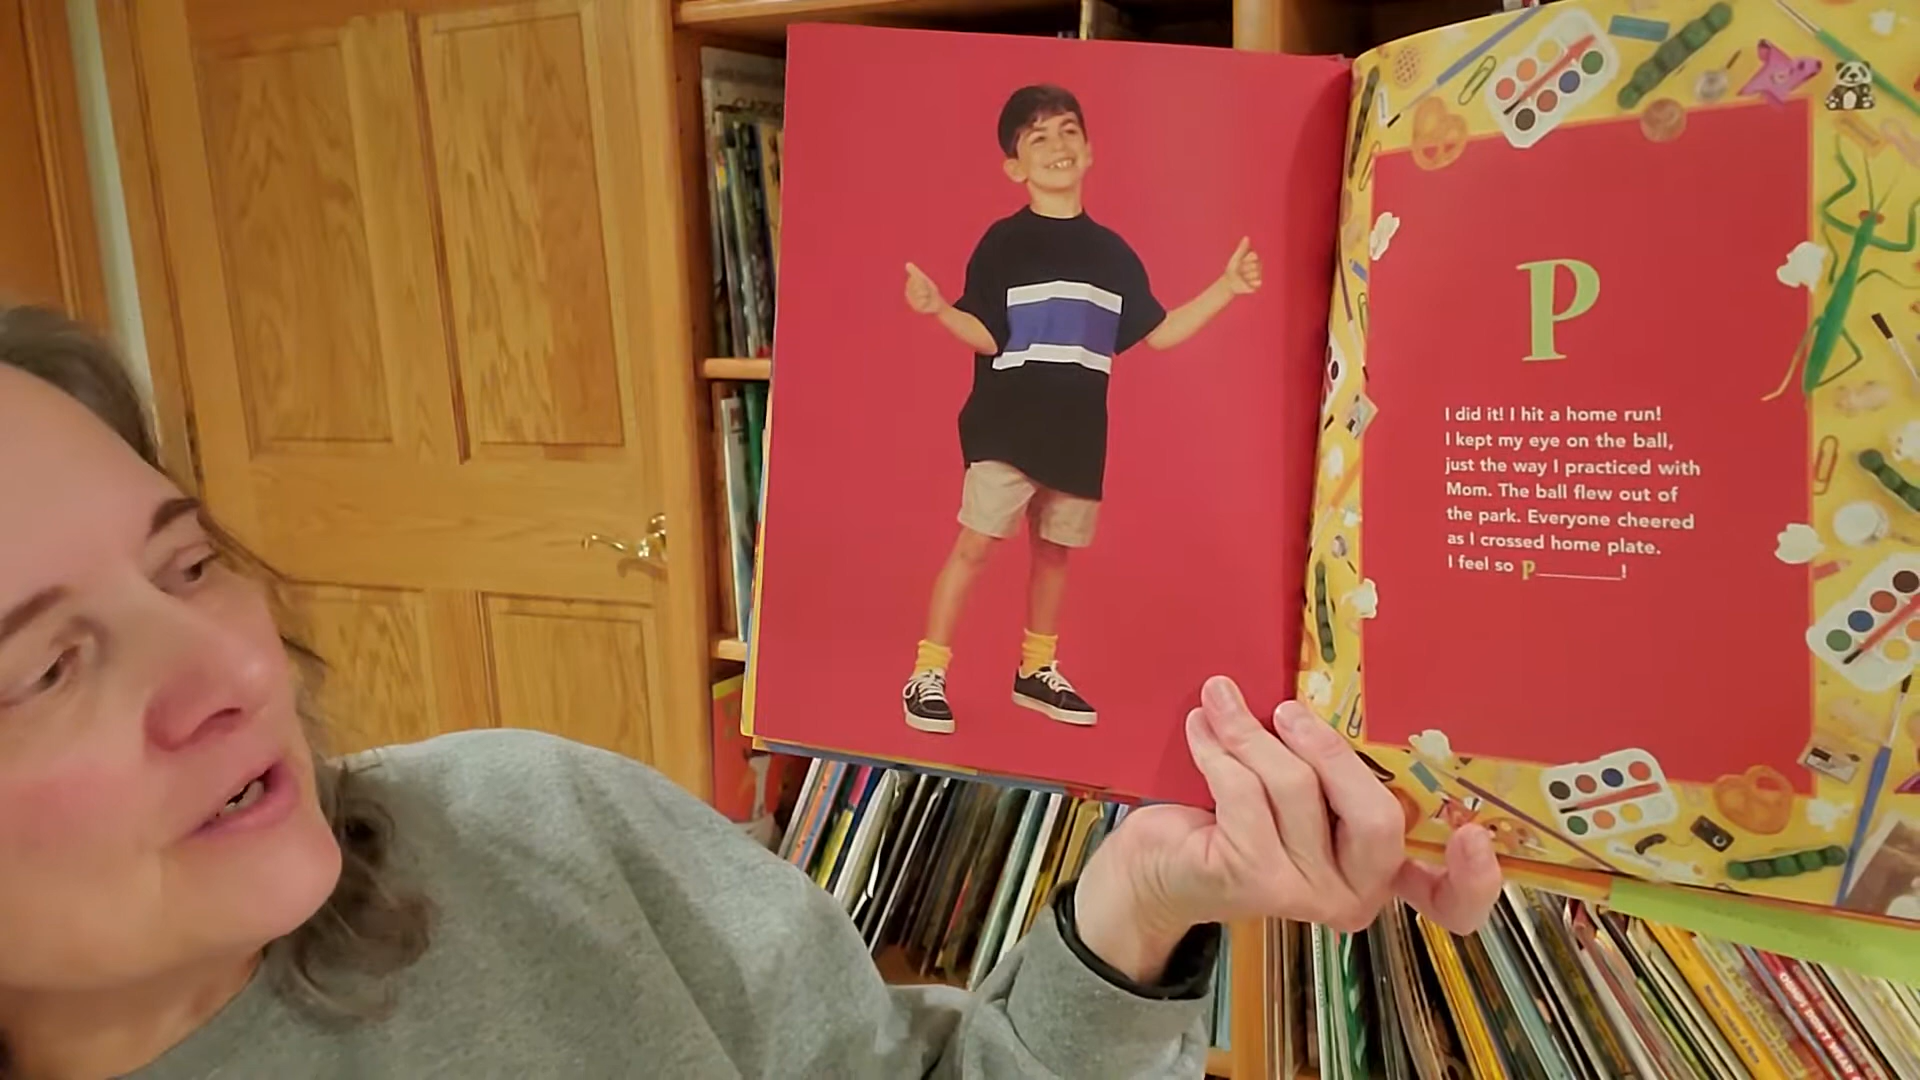 P
I did it! I hit a home run!
I kept my eye on the ball,
just the way I practiced with
Mom. The ball flew out of
the park. Everyone cheered
as I crossed home plate.
I feel so P________!